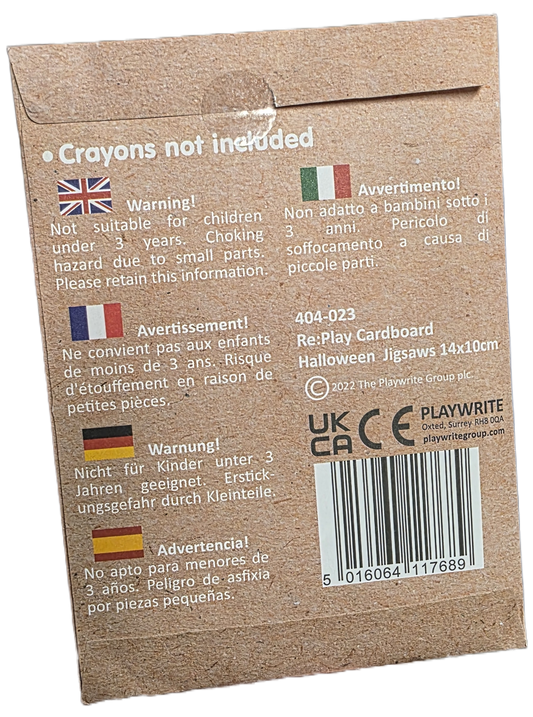 • Crayons not included
Warning!
Not suitable for children
under 3 years. Choking
hazard due to small parts.
Please retain this information.
Avvertimento!
Non adatto a bambini sotto i
3 anni. Pericolo di
soffocamento a causa di
piccole parti.
Avertissement!
Ne convient pas aux enfants
de moins de 3 ans. Risque
d'étouffement en raison de
petites pièces.
404-023
Re:Play Cardboard
Halloween Jigsaws 14x10cm
© 2022 The Playwrite Group plc.
UK
CA
CE
PLAYWRITE
Oxted, Surrey RH8 0QA
playwritegroup.com
Warnung!
Nicht für Kinder unter 3
Jahren geeignet. Erstick-
ungsgefahr durch Kleinteile.
Advertencia!
No apto para menores de
3 años. Peligro de asfixia
por piezas pequeñas.
5 016064 117689